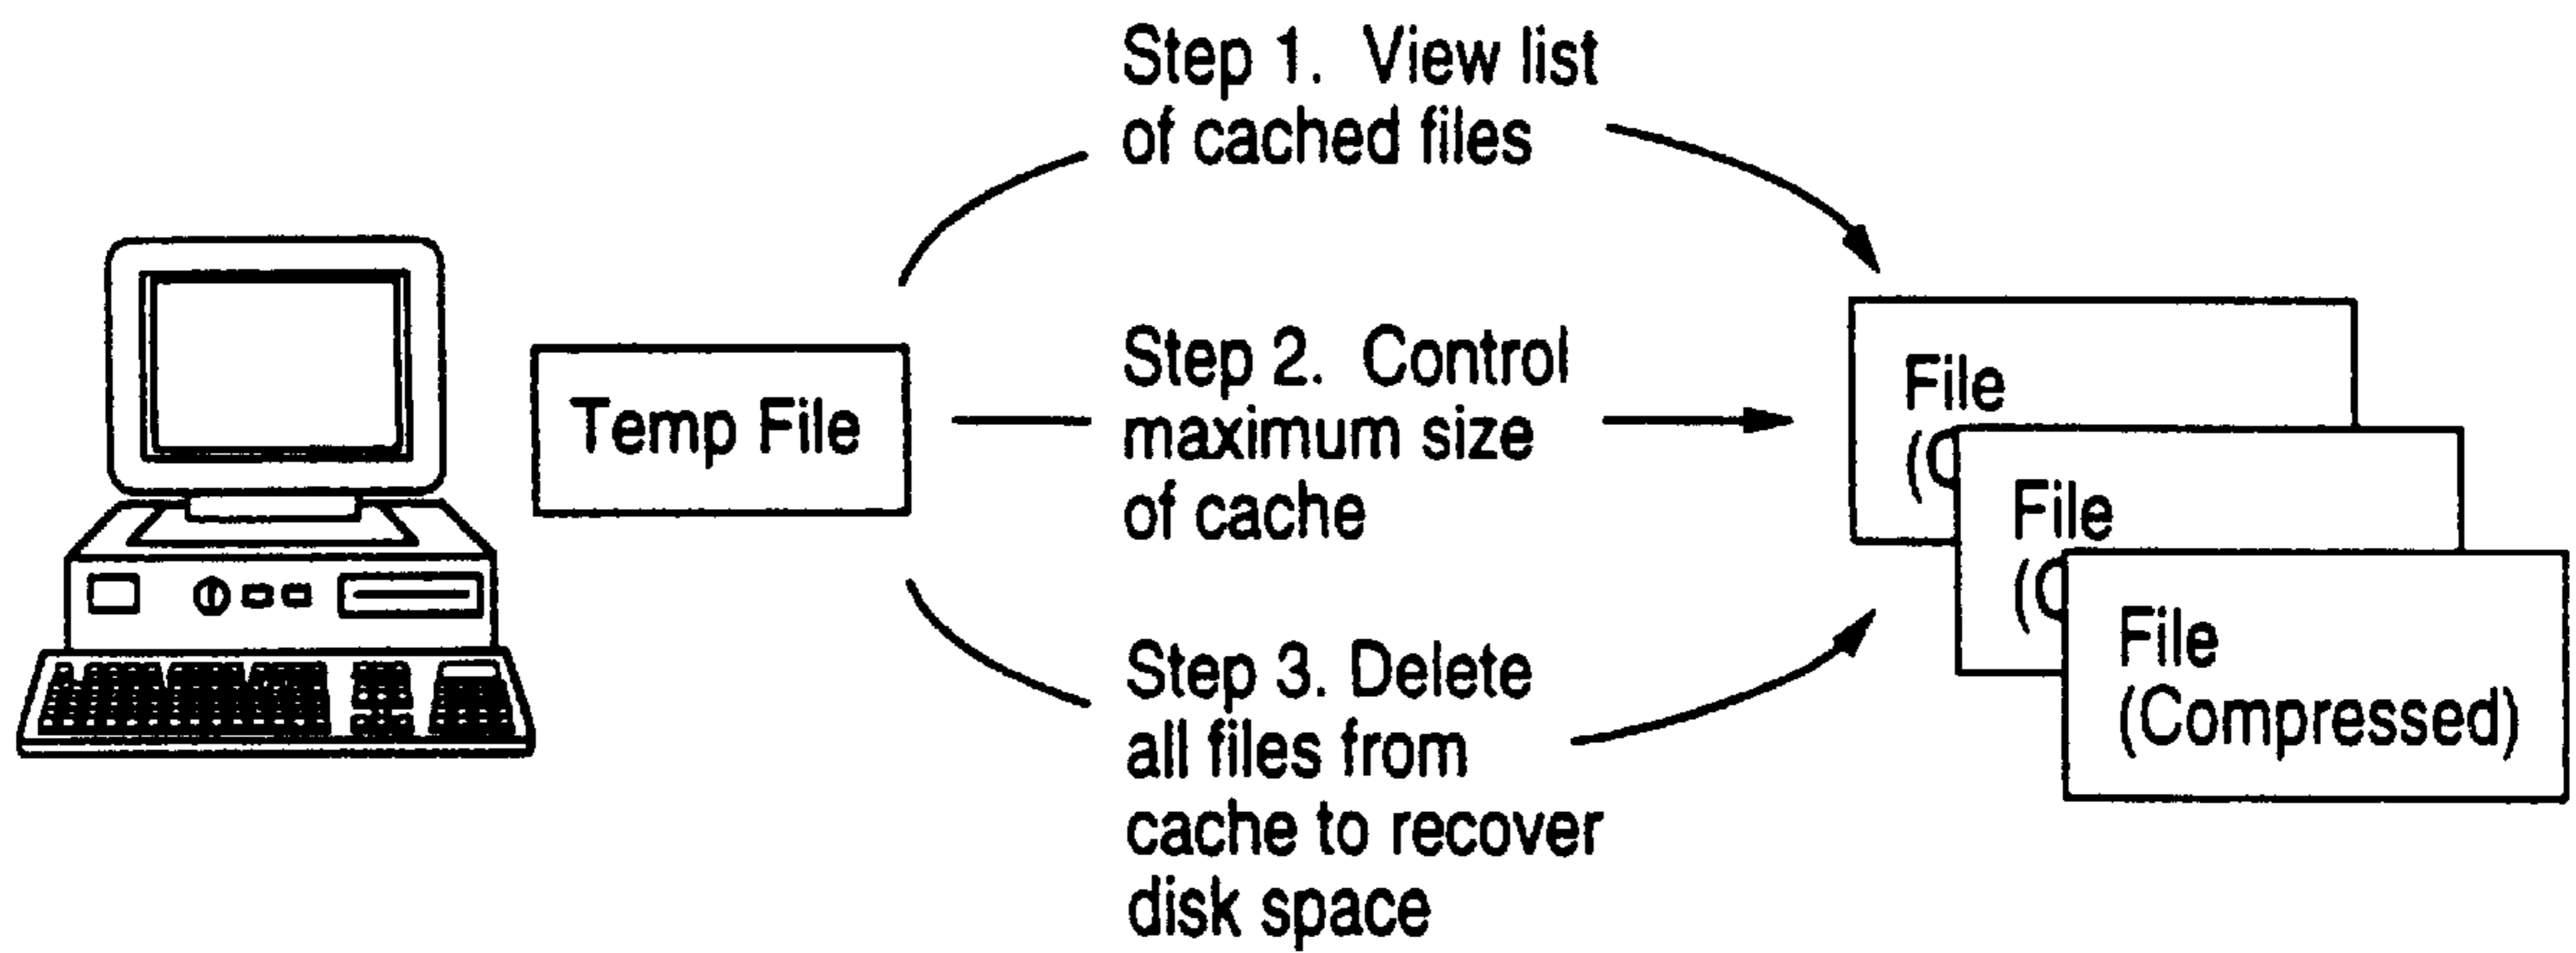 Step 1. View list
of cached files
Temp File
Step 2. Control
maximum size
of cache
Step 3. Delete
all files from
cache to recover
disk space
File
(C
File
(C
File
(Compressed)